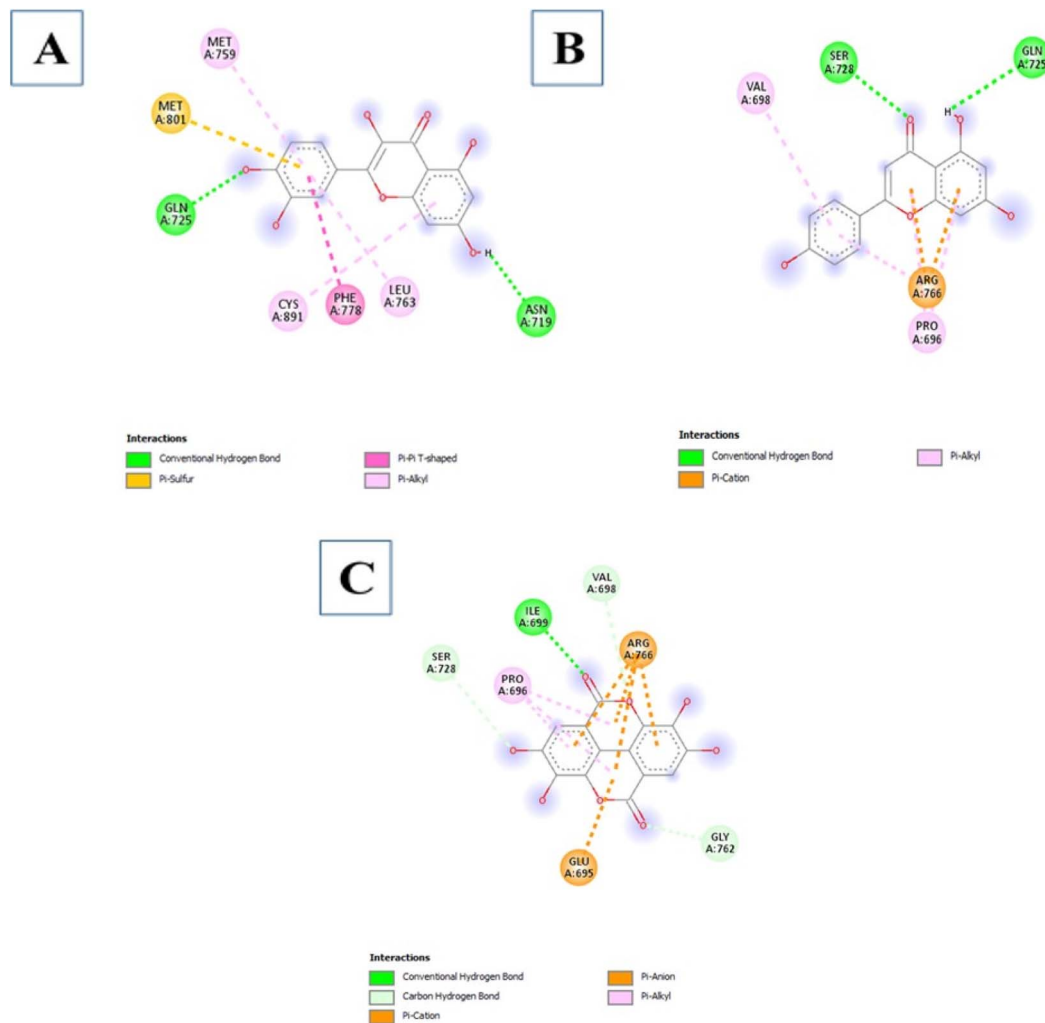 A
MET
A:759
MET
A:801
GLN
A:725
CYS
A:891
PHE
A:778
LEU
A:763
H
ASN
A:719
O
O
O
O
O
O
O
Interactions
Conventional Hydrogen Bond
Pi-Sulfur
Pi-Pi T-shaped
Pi-Alkyl
B
SER
A:728
GLN
A:725
VAL
A:698
H
O
O
O
O
O
ARG
A:766
PRO
A:696
Interactions
Conventional Hydrogen Bond
Pi-Cation
Pi-Alkyl
C
VAL
A:698
ILE
A:699
ARG
A:766
SER
A:728
PRO
A:696
O
O
O
O
O
O
O
O
GLY
A:762
GLU
A:695
Interactions
Conventional Hydrogen Bond
Carbon Hydrogen Bond
Pi-Cation
Pi-Anion
Pi-Alkyl